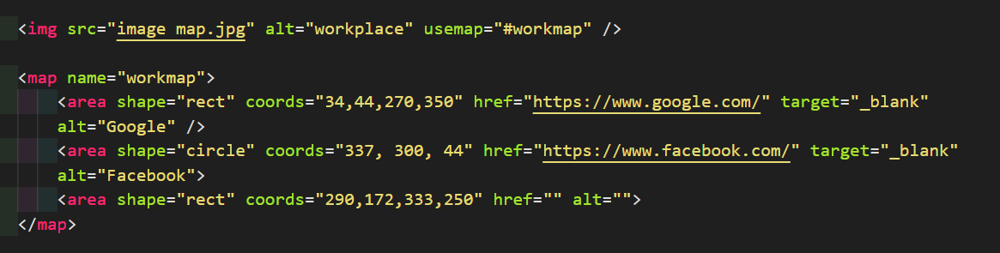 <img src="image map.jpg" alt="workplace" usemap="#workmap" />
<map name="workmap">
<area shape="rect" coords="34,44,270,350" href="https://www.google.com/" target="_blank"
alt="Google" />
<area shape="circle" coords="337, 300, 44" href="https://www.facebook.com/" target="_blank"
alt="Facebook">
<area shape="rect" coords="290,172,333,250" href="" alt="">
</map>